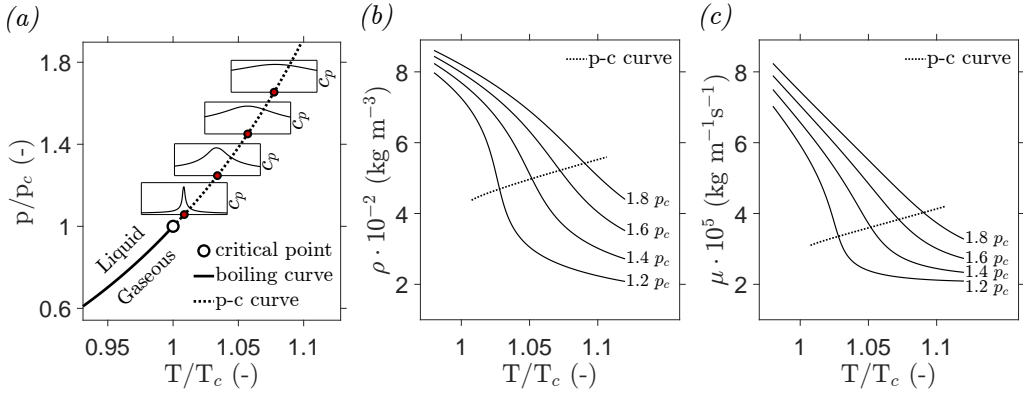 (a)
1.8
1.4
1
0.6
p/p_c (-)
c_p
c_p
c_p
c_p
Liquid
Gaseous
critical point
boiling curve
p-c curve
0.95
1
1.05
1.1
T/T_c (-)
(b)
8
6
4
2
ρ · 10^{-2} (kg m^{-3})
p-c curve
1.8 p_c
1.6 p_c
1.4 p_c
1.2 p_c
1
1.05
1.1
T/T_c (-)
(c)
8
6
4
2
μ · 10^5 (kg m^{-1}s^{-1})
p-c curve
1.8 p_c
1.6 p_c
1.4 p_c
1.2 p_c
1
1.05
1.1
T/T_c (-)